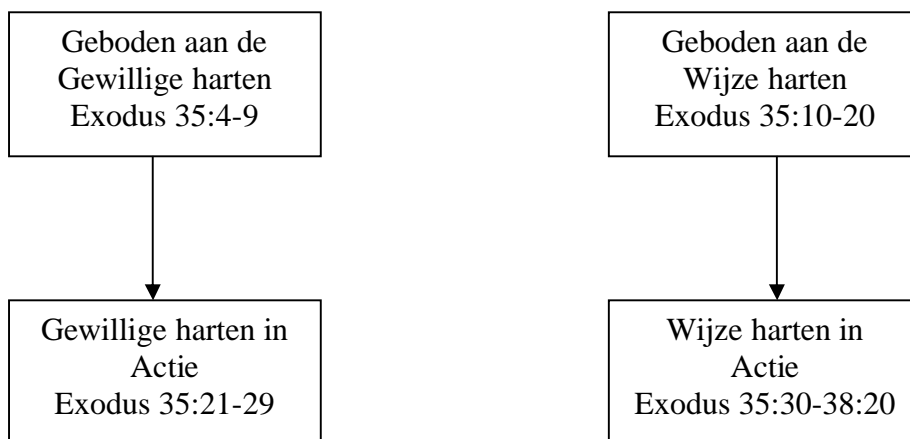 Geboden aan de
Gewillige harten
Exodus 35:4-9
Geboden aan de
Wijze harten
Exodus 35:10-20
Gewillige harten in
Actie
Exodus 35:21-29
Wijze harten in
Actie
Exodus 35:30-38:20